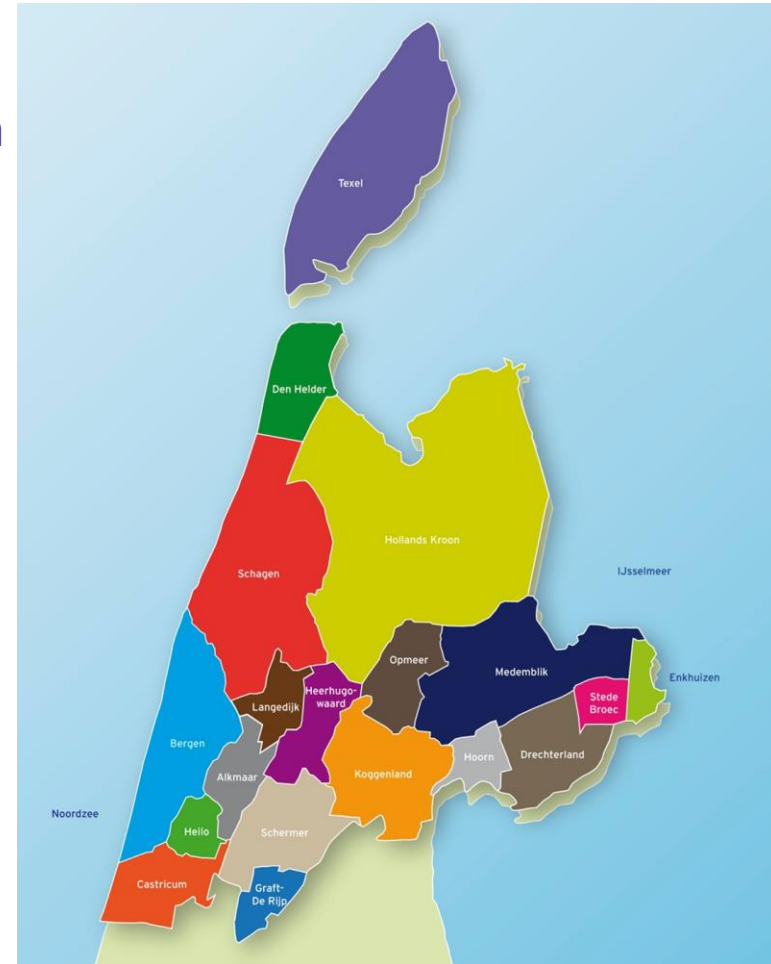 Texel
Den Helder
Hollands Kroon
Schagen
IJsselmeer
Opmeer
Medemblik
Enkhuizen
Heerhugo-
waard
Langedijk
Stede
Broec
Bergen
Drechterland
Hoorn
Koggenland
Alkmaar
Noordzee
Heilo
Schermer
Castricum
Graft-
De Rijp